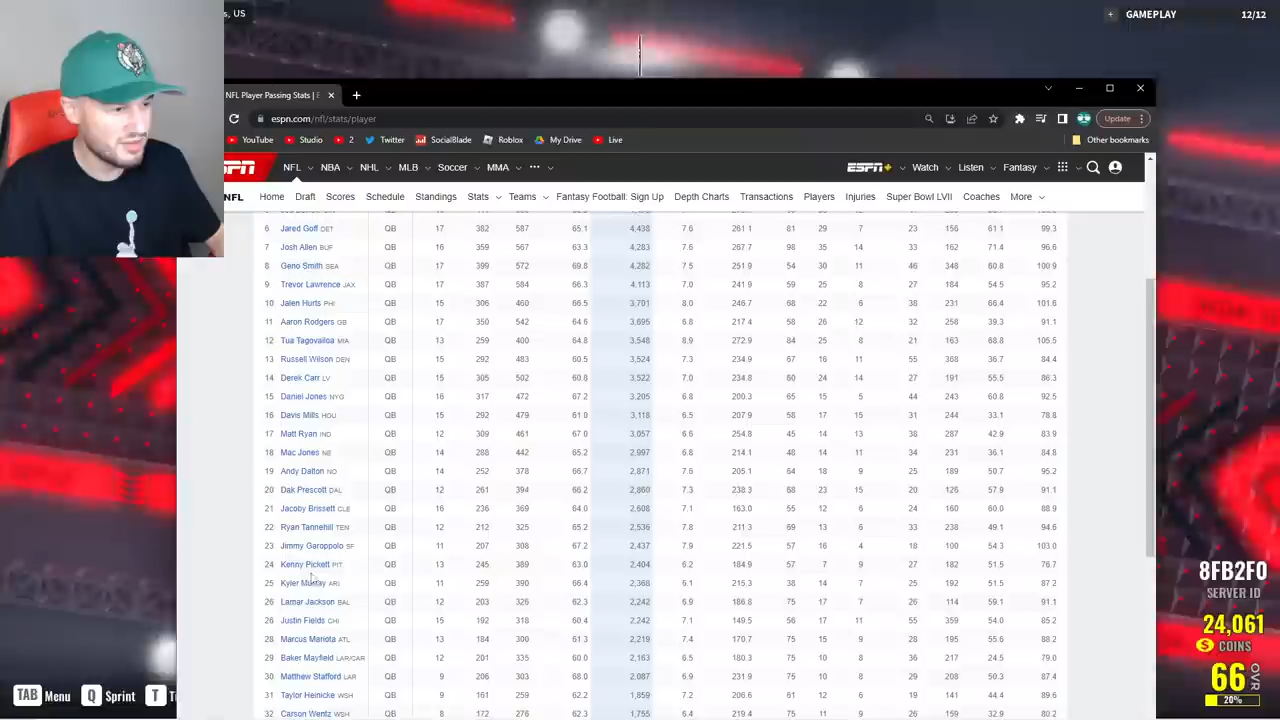 s, US
+ GAMEPLAY 12/12
NFL Player Passing Stats | E
espn.com/nfl/stats/player
Update
YouTube Studio 2 Twitter SocialBlade Roblox My Drive Live Other bookmarks
NFL NBA NHL MLB Soccer MMA ESPN+ Watch Listen Fantasy
NFL Home Draft Scores Schedule Standings Stats Teams Fantasy Football: Sign Up Depth Charts Transactions Players Injuries Super Bowl LVII Coaches More
6 Jared Goff DET QB 17 382 587 65.1 4,438 7.6 261.1 81 29 7 23 156 61.1 99.3
7 Josh Allen BUF QB 16 359 567 63.3 4,283 7.6 267.7 98 35 14 33 162 71.4 96.6
8 Geno Smith SEA QB 17 399 572 69.8 4,282 7.5 251.9 54 30 11 46 348 60.8 100.9
9 Trevor Lawrence JAX QB 17 387 584 66.3 4,113 7.0 241.9 59 25 8 27 184 54.5 95.2
10 Jalen Hurts PHI QB 15 306 460 66.5 3,701 8.0 246.7 68 22 6 38 231 66.4 101.6
11 Aaron Rodgers GB QB 17 350 542 64.6 3,695 6.8 217.4 58 26 12 32 258 39.3 91.1
12 Tua Tagovailoa MIA QB 13 259 400 64.8 3,548 8.9 272.9 84 25 8 21 163 68.8 105.5
13 Russell Wilson DEN QB 15 292 483 60.5 3,524 7.3 234.9 67 16 11 55 368 36.7 84.4
14 Derek Carr LV QB 15 305 502 60.8 3,522 7.0 234.8 60 24 14 27 191 55.5 86.3
15 Daniel Jones NYG QB 16 317 472 67.2 3,205 6.8 200.3 65 15 5 44 243 60.8 92.5
16 Davis Mills HOU QB 15 292 479 61.0 3,118 6.5 207.9 58 17 15 31 244 33.1 78.8
17 Matt Ryan IND QB 12 309 461 67.0 3,057 6.6 254.8 45 14 13 38 287 42.9 83.9
18 Mac Jones NE QB 14 288 442 65.2 2,997 6.8 214.1 48 14 11 34 231 36.1 84.8
19 Andy Dalton NO QB 14 252 378 66.7 2,871 7.6 205.1 64 18 9 25 189 50.7 95.2
20 Dak Prescott DAL QB 12 261 394 66.2 2,860 7.3 238.3 68 23 15 20 126 57.9 91.1
21 Jacoby Brissett CLE QB 16 236 369 64.0 2,608 7.1 163.0 55 12 6 24 160 60.0 88.9
22 Ryan Tannehill TEN QB 12 212 325 65.2 2,536 7.8 211.3 69 13 6 33 238 49.1 94.6
23 Jimmy Garoppolo SF QB 11 207 308 67.2 2,437 7.9 221.5 57 16 4 18 100 54.3 103.0
24 Kenny Pickett PIT QB 13 245 389 63.0 2,404 6.2 184.9 57 7 9 27 182 51.5 76.7
25 Kyler Murray ARI QB 11 259 390 66.4 2,368 6.1 215.3 38 14 7 25 192 51.5 87.2
26 Lamar Jackson BAL QB 12 203 326 62.3 2,242 6.9 186.8 75 17 7 26 114 59.1 91.1
26 Justin Fields CHI QB 15 192 318 60.4 2,242 7.1 149.5 56 17 11 55 359 54.0 85.2
28 Marcus Mariota ATL QB 13 184 300 61.3 2,219 7.4 170.7 75 15 9 28 195 55.6 88.2
29 Baker Mayfield LAR/CAR QB 12 201 335 60.0 2,163 6.5 180.3 75 10 8 36 217 24.5 79.0
30 Matthew Stafford LAR QB 9 206 303 68.0 2,087 6.9 231.9 75 10 8 29 208 50.3 87.4
31 Taylor Heinicke WSH QB 9 161 259 62.2 1,859 7.2 206.6 61 12 6 19 141 44.4 89.6
32 Carson Wentz WSH QB 8 172 276 62.3 1,755 6.4 219.4 75 11 9 26 159 32.9 80.2
8FB2F0
SERVER ID
24,061
COINS
66 OVR
20%
TAB Menu Q Sprint T